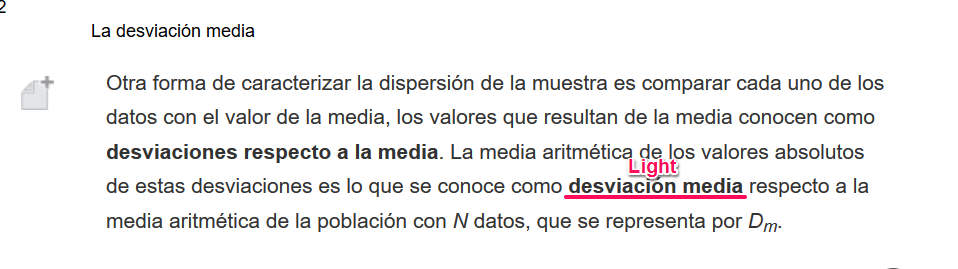 2
La desviación media
Otra forma de caracterizar la dispersión de la muestra es comparar cada uno de los
datos con el valor de la media, los valores que resultan de la media conocen como
desviaciones respecto a la media. La media aritmética de los valores absolutos
Light
de estas desviaciones es lo que se conoce como desviación media respecto a la
media aritmética de la población con N datos, que se representa por Dm.